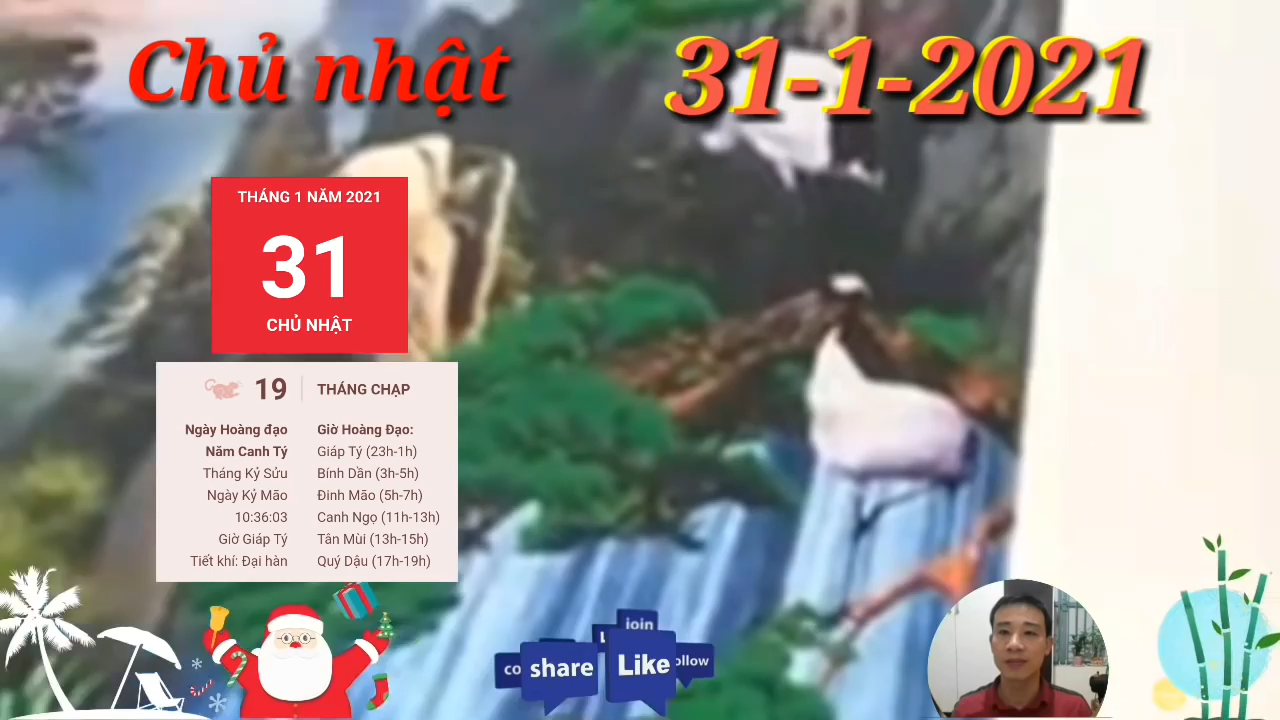 Chủ nhật
31-1-2021
THÁNG 1 NĂM 2021
31
CHỦ NHẬT
19 THÁNG CHẠP
Ngày Hoàng đạo
Năm Canh Tý
Tháng Kỷ Sửu
Ngày Kỷ Mão
10:36:03
Giờ Giáp Tý
Tiết khí: Đại hàn
Giờ Hoàng Đạo:
Giáp Tý (23h-1h)
Bính Dần (3h-5h)
Đinh Mão (5h-7h)
Canh Ngọ (11h-13h)
Tân Mùi (13h-15h)
Quý Dậu (17h-19h)
join
share
Like